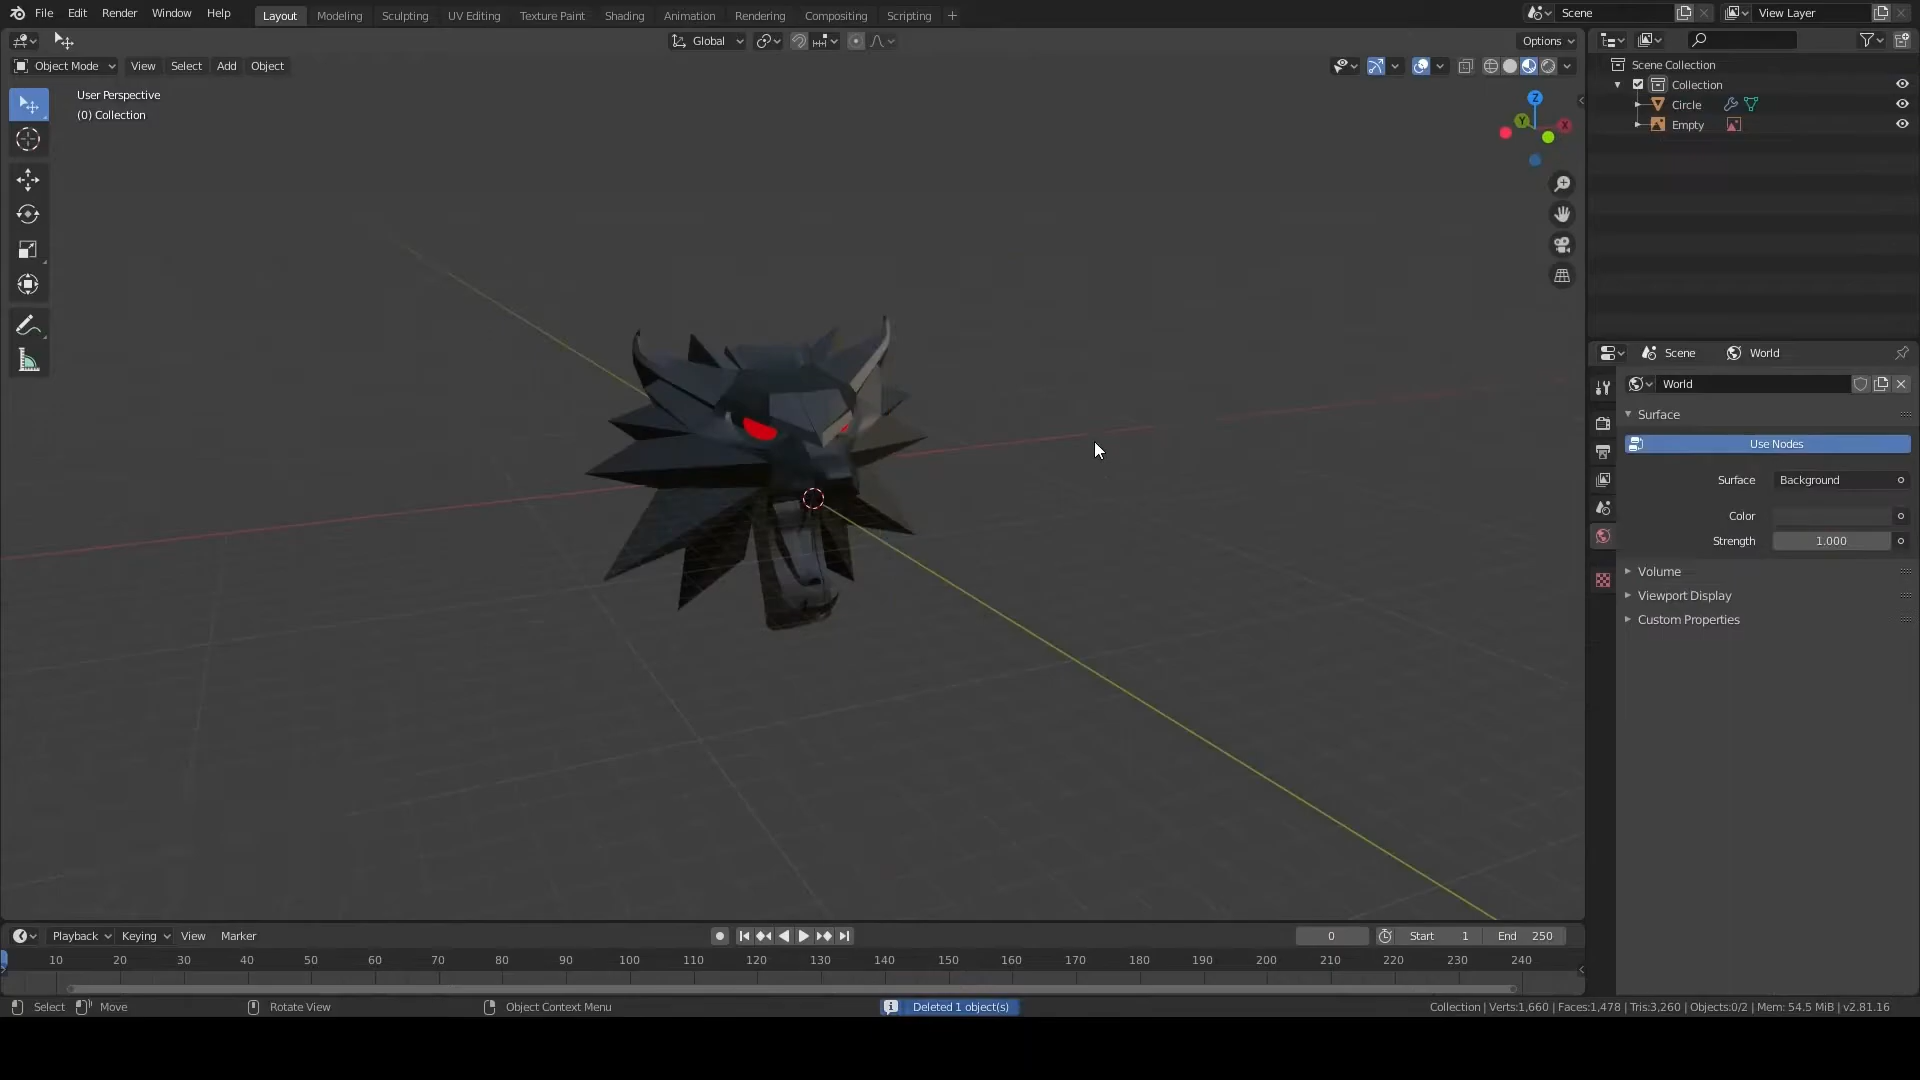 File Edit Render Window Help Layout Modeling Sculpting UV Editing Texture Paint Shading Animation Rendering Compositing Scripting + Scene View Layer
Global Options
Object Mode View Select Add Object
User Perspective
(0) Collection
Z
Y
X
Scene Collection
Collection
Circle
Empty
Scene World
World
Surface
Use Nodes
Surface Background
Color
Strength 1.000
Volume
Viewport Display
Custom Properties
Playback Keying View Marker 0 Start 1 End 250
10 20 30 40 50 60 70 80 90 100 110 120 130 140 150 160 170 180 190 200 210 220 230 240
Select Move Rotate View Object Context Menu Deleted 1 object(s) Collection | Verts:1,660 | Faces:1,478 | Tris:3,260 | Objects:0/2 | Mem: 54.5 MiB | v2.81.16